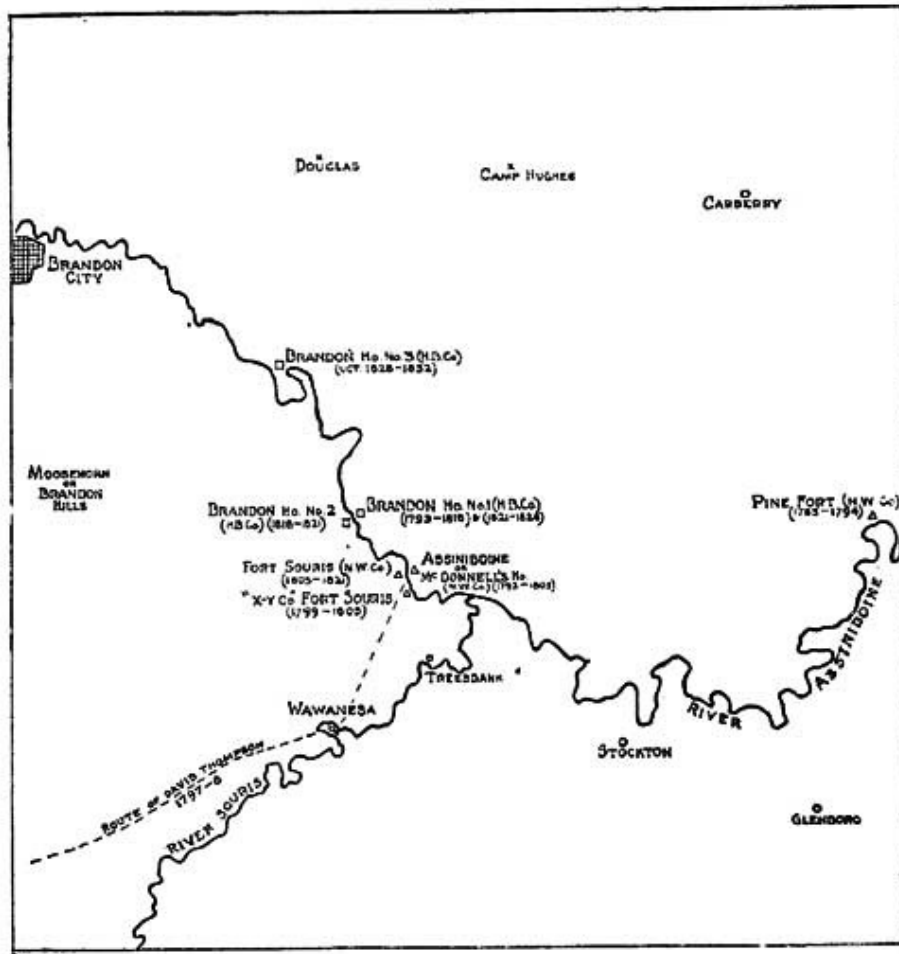 DOUGLAS
CAMP HUGHES
CARBERRY
BRANDON
CITY
BRANDON HO. NO. 3 (H.B.CO)
(OCT. 1828-1832)
MOOSEHORN
OR
BRANDON
HILLS
BRANDON HO. NO. 2
(H.B.CO) (1818-1821)
BRANDON HO. NO. 1 (H.B.CO)
(1793-1818) & (1821-1824)
PINE FORT (N.W. CO)
(1785-1794)
FORT SOURIS (N.W. CO)
(1805-1821)
ASSINIBOINE
OR
MCDONNELL'S HO.
(N.W. CO)
"X-Y CO" FORT SOURIS
(1799-1805)
TREESBANK
WAWANESA
RIVER
ASSINIBOINE
STOCKTON
ROUTE OF DAVID THOMPSON
1797-8
RIVER SOURIS
GLENBORO